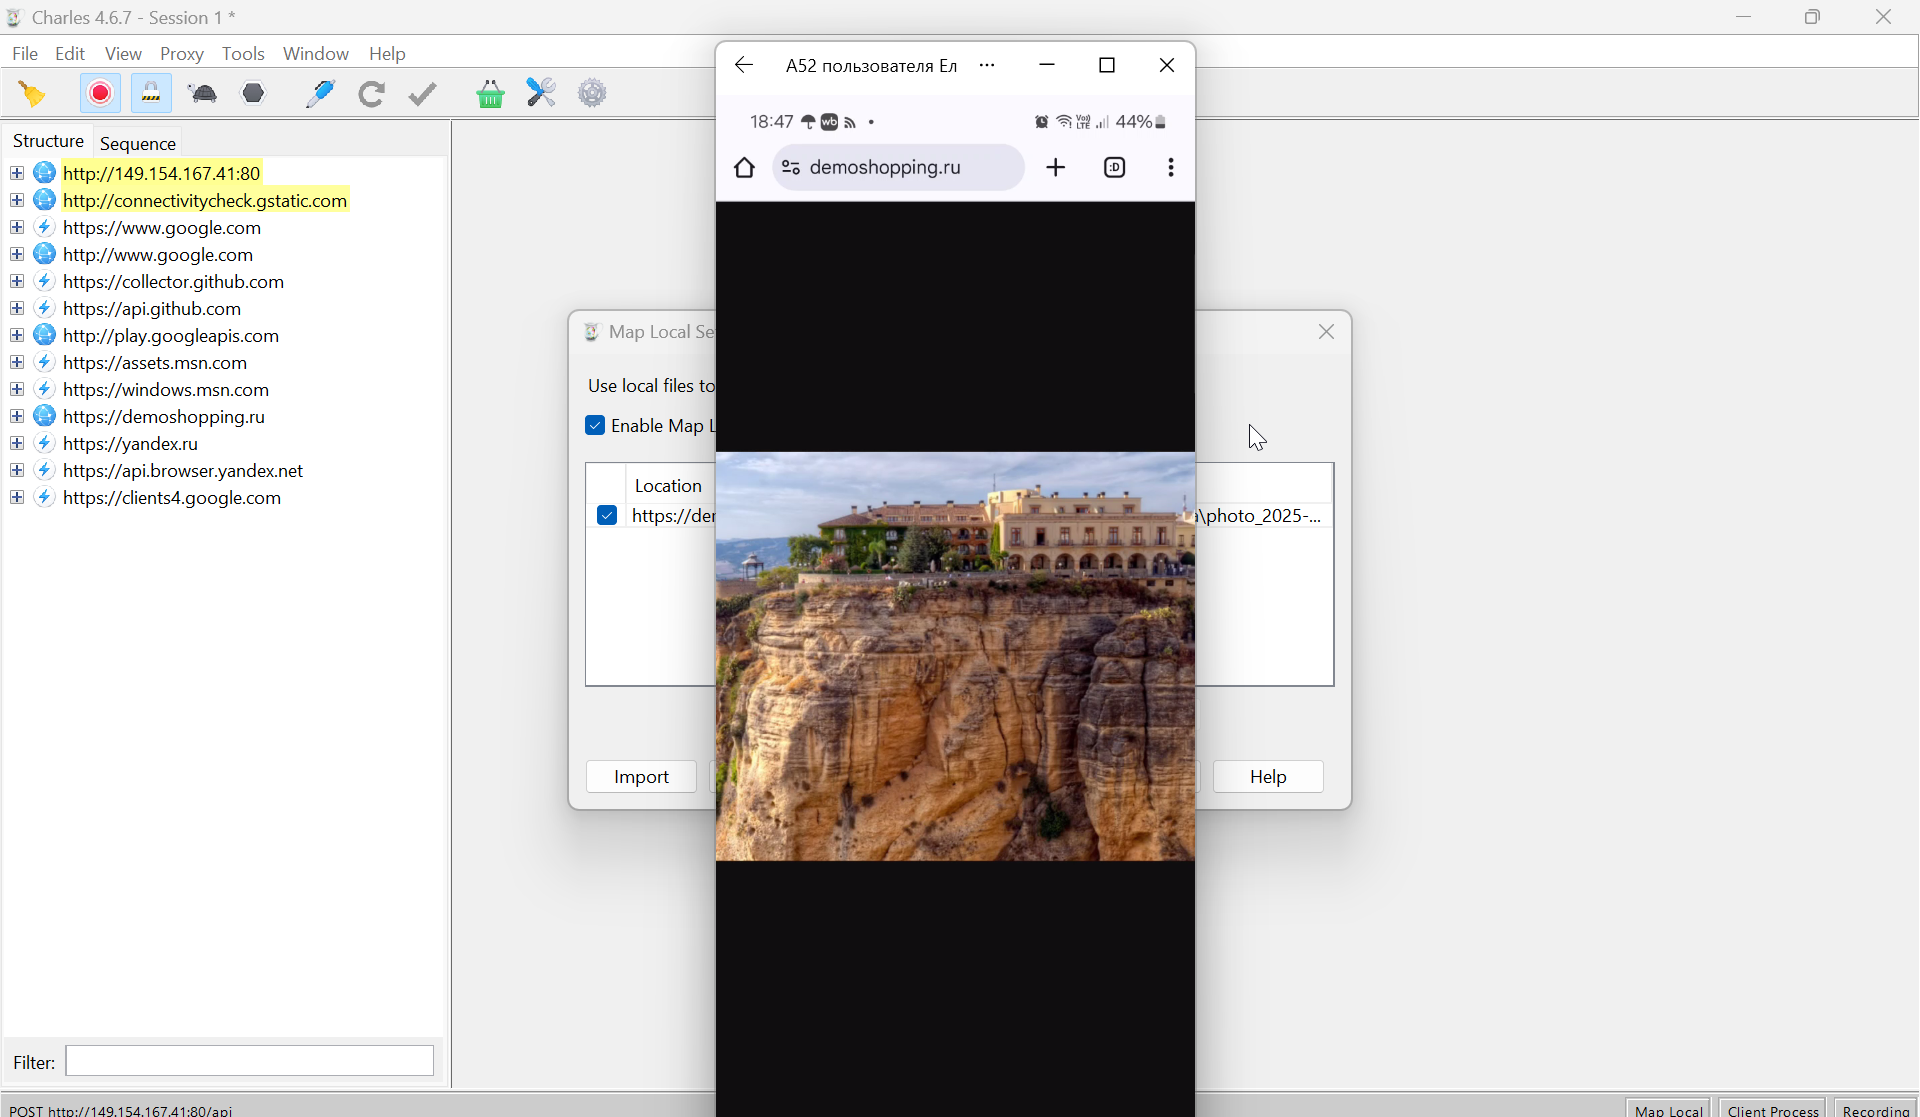 Charles 4.6.7 - Session 1 *
File Edit View Proxy Tools Window Help
Structure Sequence
http://149.154.167.41:80
http://connectivitycheck.gstatic.com
https://www.google.com
http://www.google.com
https://collector.github.com
https://api.github.com
http://play.googleapis.com
https://assets.msn.com
https://windows.msn.com
https://demoshopping.ru
https://yandex.ru
https://api.browser.yandex.net
https://clients4.google.com
Filter:
POST http://149.154.167.41:80/api
Map Local Client Process Recording
A52 пользователя Ел ...
18:47 wb Vo) LTE 44%
demoshopping.ru :D
Map Local Se
Use local files to
Enable Map L
Location
https://der \photo_2025-...
Import Help